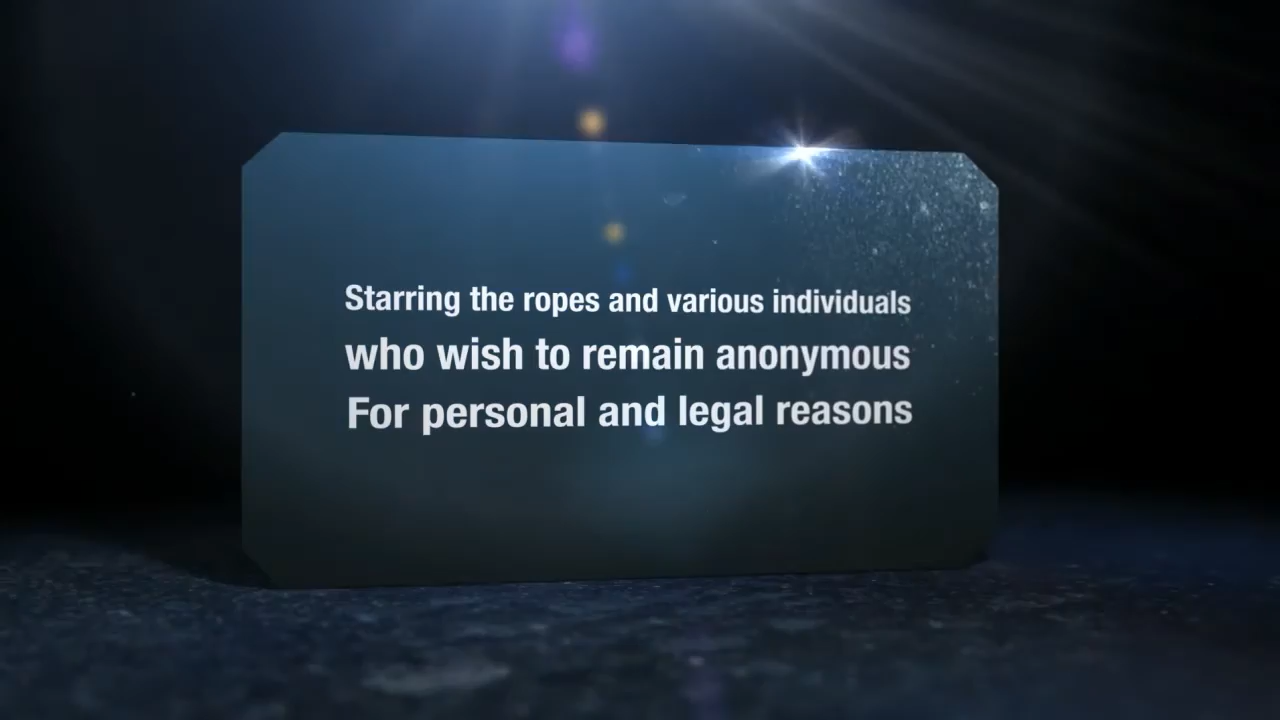 Starring the ropes and various individuals
who wish to remain anonymous
For personal and legal reasons